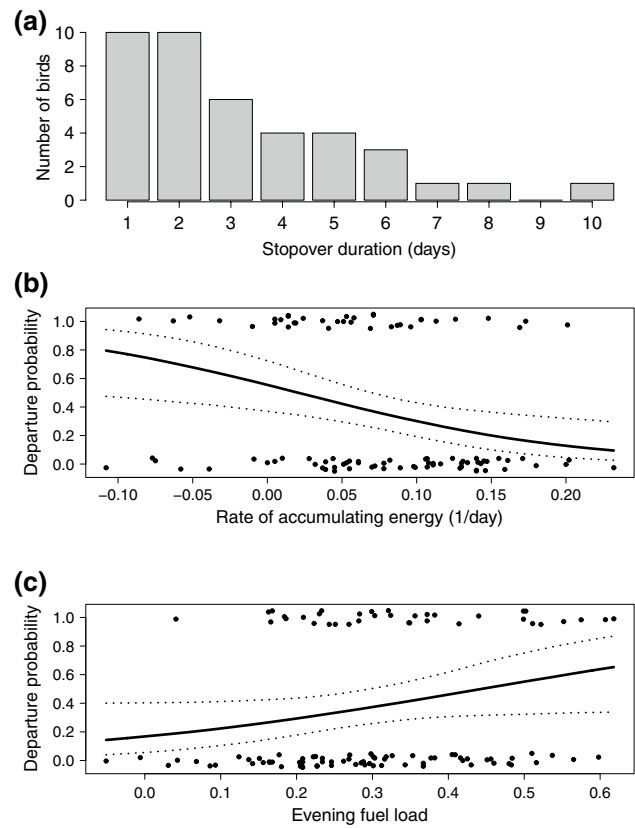 (a)
Number of birds
10
8
6
4
2
0
1 2 3 4 5 6 7 8 9 10
Stopover duration (days)
(b)
Departure probability
1.0
0.8
0.6
0.4
0.2
0.0
−0.10 −0.05 0.00 0.05 0.10 0.15 0.20
Rate of accumulating energy (1/day)
(c)
Departure probability
1.0
0.8
0.6
0.4
0.2
0.0
0.0 0.1 0.2 0.3 0.4 0.5 0.6
Evening fuel load